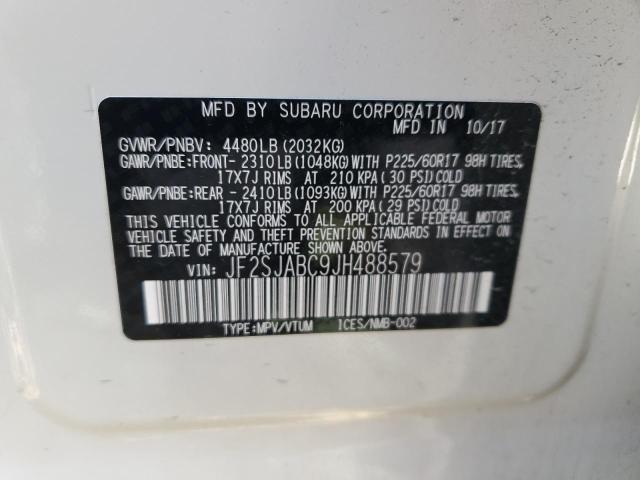 MFD BY SUBARU CORPORATION
MFD IN 10/17
GVWR/PNBV: 4480LB(2032KG)
GAWR/PNBE:FRONT- 2310LB(1048KG)WITH P225/60R17 98H TIRES,
17X7J RIMS AT 210 KPA( 30 PSI)COLD
GAWR/PNBE:REAR - 2410LB(1093KG)WITH P225/60R17 98H TIRES,
17X7J RIMS AT 200 KPA( 29 PSI)COLD
THIS VEHICLE CONFORMS TO ALL APPLICABLE FEDERAL MOTOR
VEHICLE SAFETY AND THEFT PREVENTION STANDARDS IN EFFECT ON
THE DATE OF MANUFACTURE SHOWN ABOVE.
VIN: JF2SJABC9JH488579
TYPE:MPV/VTUM ICES/NMB-002